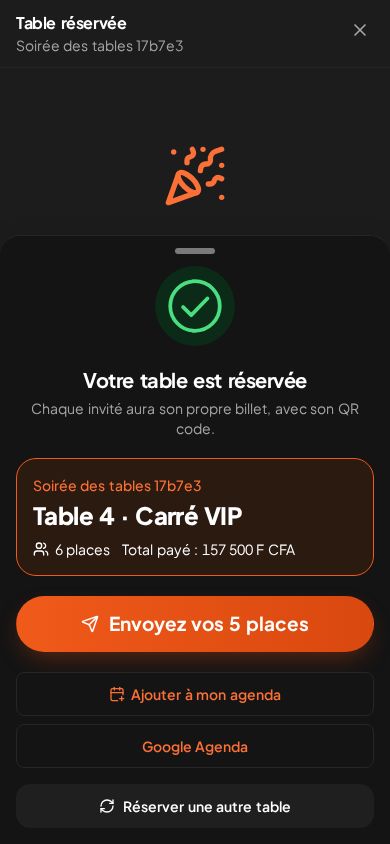 Table réservée
Soirée des tables 17b7e3
Votre table est réservée
Chaque invité aura son propre billet, avec son QR
code.
Soirée des tables 17b7e3
Table 4 · Carré VIP
6 places Total payé : 157 500 F CFA
Envoyez vos 5 places
Ajouter à mon agenda
Google Agenda
Réserver une autre table